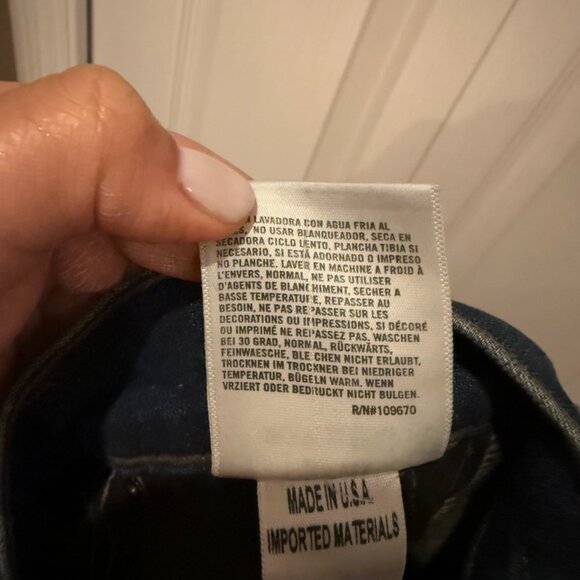 LAVADORA CON AGUA FRIA AL
NO USAR BLANQUEADOR, SECA EN
SECADORA CICLO LENTO, PLANCHA TIBIA SI
NECESARIO, SI ESTÁ ADORNADO O IMPRESO
NO PLANCHE. LAVER EN MACHINE A FROID À
L'ENVERS, NORMAL, NE PAS UTILISER
D'AGENTS DE BLANCHIMENT. SECHER A
BASSE TEMPERATURE, REPASSER AU
BESOIN, NE PAS REPASSER SUR LES
DECORATIONS OU IMPRESSIONS, SI DÉCORÉ
OU IMPRIMÉ NE PAS REPASSER. WASCHEN
BEI 30 GRAD, NORMAL, RÜCKWÄRTS,
FEINWAESCHE, BLEICHEN NICHT ERLAUBT,
TROCKNEN IM TROCKNER BEI NIEDRIGER
TEMPERATUR, BÜGELN WARM. WENN
VRZIERT ODER BEDRUCKT NICHT BULGEN.
R/N#109670
MADE IN U.S.A.
IMPORTED MATERIALS